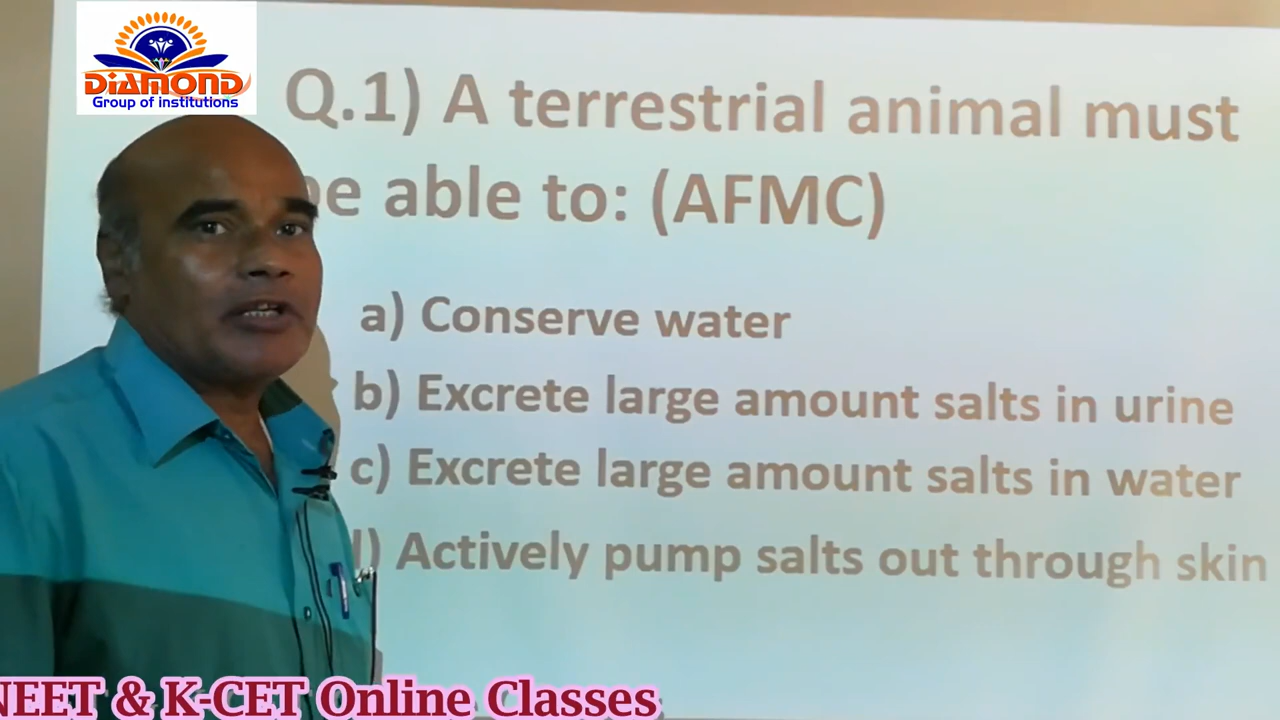 DIAMOND
Group of institutions
Q.1) A terrestrial animal must
be able to: (AFMC)
a) Conserve water
b) Excrete large amount salts in urine
c) Excrete large amount salts in water
d) Actively pump salts out through skin
NEET & K-CET Online Classes